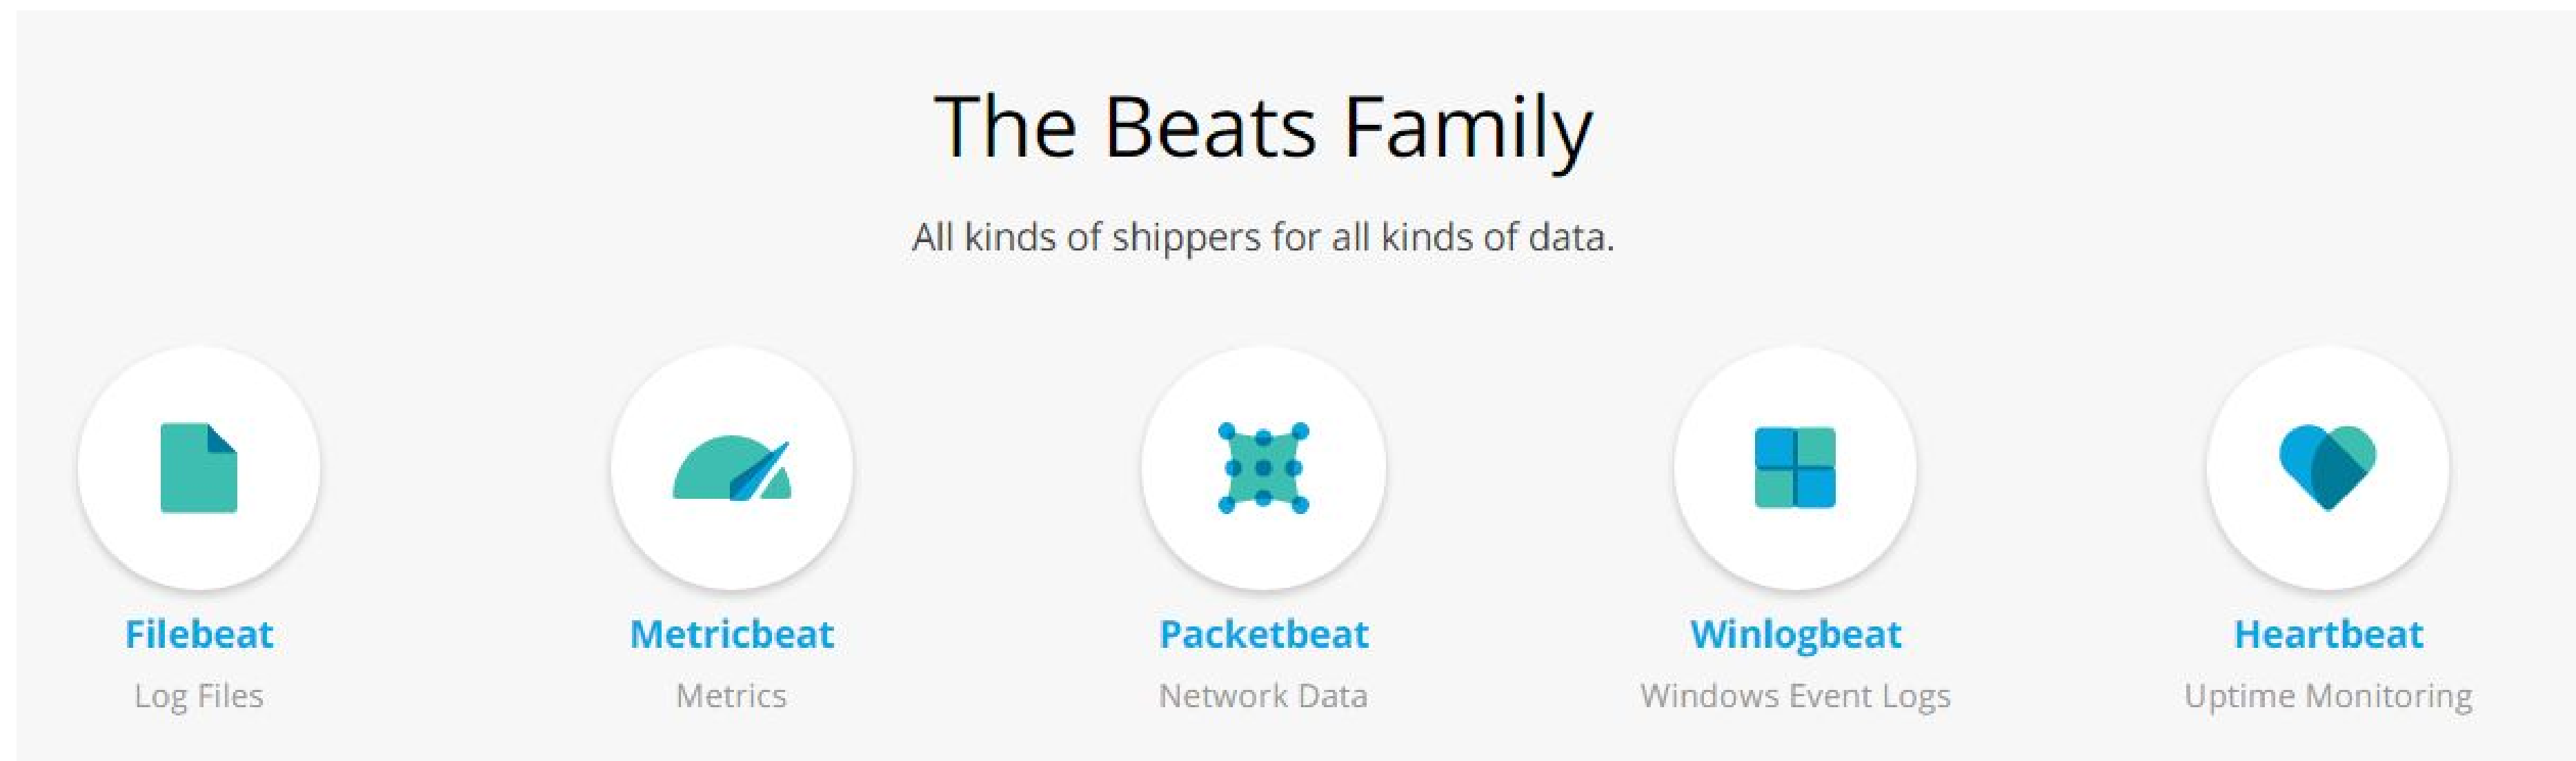 The Beats Family
All kinds of shippers for all kinds of data.
Filebeat
Log Files
Metricbeat
Metrics
Packetbeat
Network Data
Winlogbeat
Windows Event Logs
Heartbeat
Uptime Monitoring